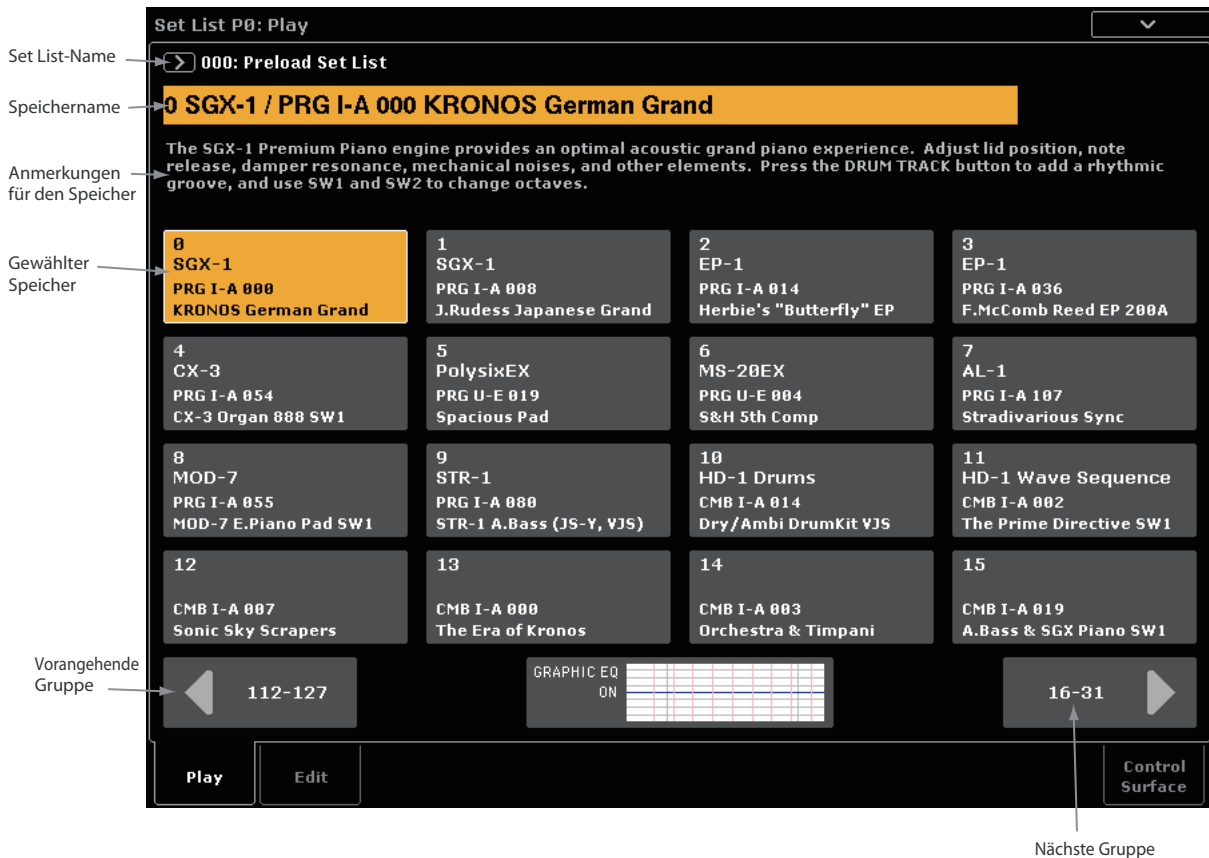 Set List P0: Play
Set List-Name
000: Preload Set List
Speichername
0 SGX-1 / PRG I-A 000 KRONOS German Grand
Anmerkungen
für den Speicher
The SGX-1 Premium Piano engine provides an optimal acoustic grand piano experience. Adjust lid position, note
release, damper resonance, mechanical noises, and other elements. Press the DRUM TRACK button to add a rhythmic
groove, and use SW1 and SW2 to change octaves.
Gewählter
Speicher
0
SGX-1
PRG I-A 000
KRONOS German Grand
1
SGX-1
PRG I-A 008
J.Rudess Japanese Grand
2
EP-1
PRG I-A 014
Herbie's "Butterfly" EP
3
EP-1
PRG I-A 036
F.McComb Reed EP 200A
4
CX-3
PRG I-A 054
CX-3 Organ 888 SW1
5
PolysixEX
PRG U-E 019
Spacious Pad
6
MS-20EX
PRG U-E 004
S&H 5th Comp
7
AL-1
PRG I-A 107
Stradivarious Sync
8
MOD-7
PRG I-A 055
MOD-7 E.Piano Pad SW1
9
STR-1
PRG I-A 080
STR-1 A.Bass (JS-Y, VJS)
10
HD-1 Drums
CMB I-A 014
Dry/Ambi DrumKit VJS
11
HD-1 Wave Sequence
CMB I-A 002
The Prime Directive SW1
12
CMB I-A 007
Sonic Sky Scrapers
13
CMB I-A 000
The Era of Kronos
14
CMB I-A 003
Orchestra & Timpani
15
CMB I-A 019
A.Bass & SGX Piano SW1
Vorangehende
Gruppe
112-127
GRAPHIC EQ
ON
16-31
Play
Edit
Control
Surface
Nächste Gruppe